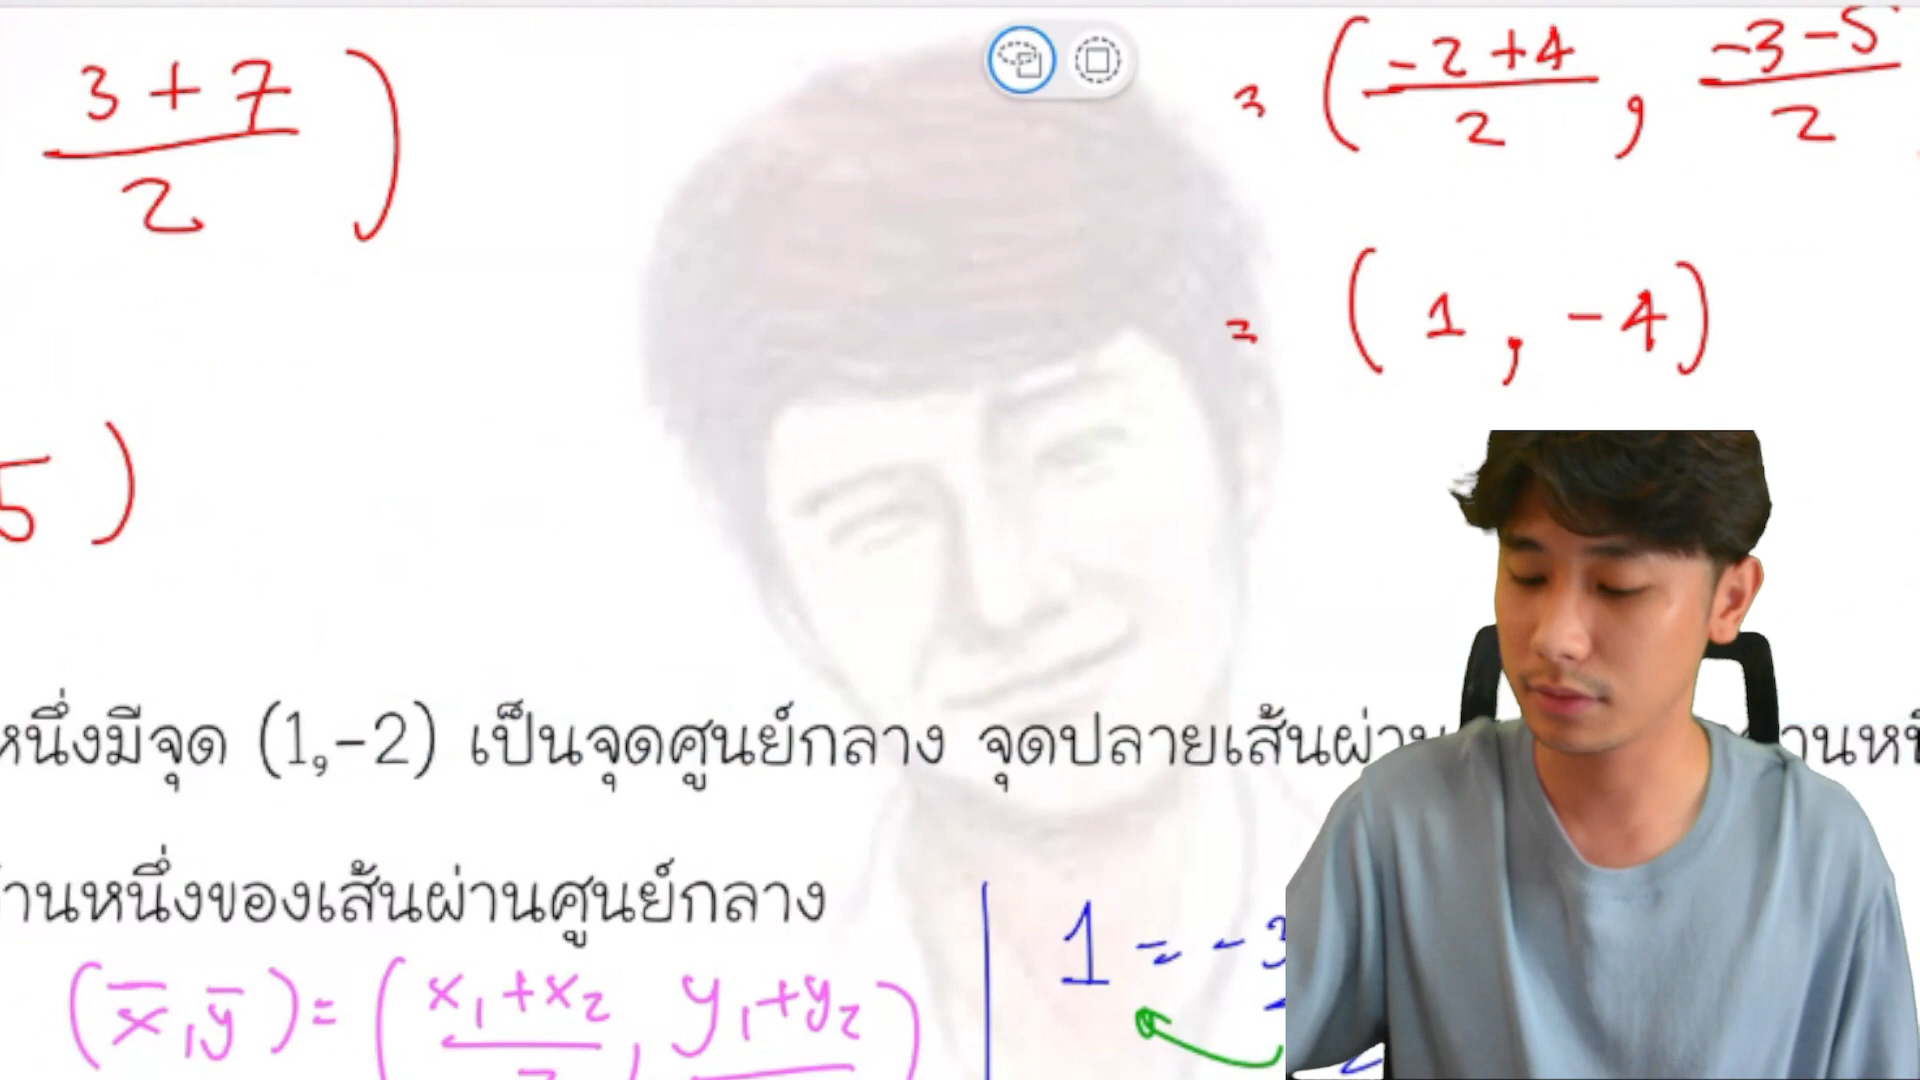 3 + 7
2 )
= ( -2 + 4 / 2 , -3 - 5 / 2
= ( 1 , -4 )
5 )
หนึ่งมีจุด (1,-2) เป็นจุดศูนย์กลาง จุดปลายเส้นผ่าน
านหนึ่งของเส้นผ่านศูนย์กลาง
( x̄ , ȳ ) = ( x₁ + x₂ , y₁ + y₂ )
1 = -3